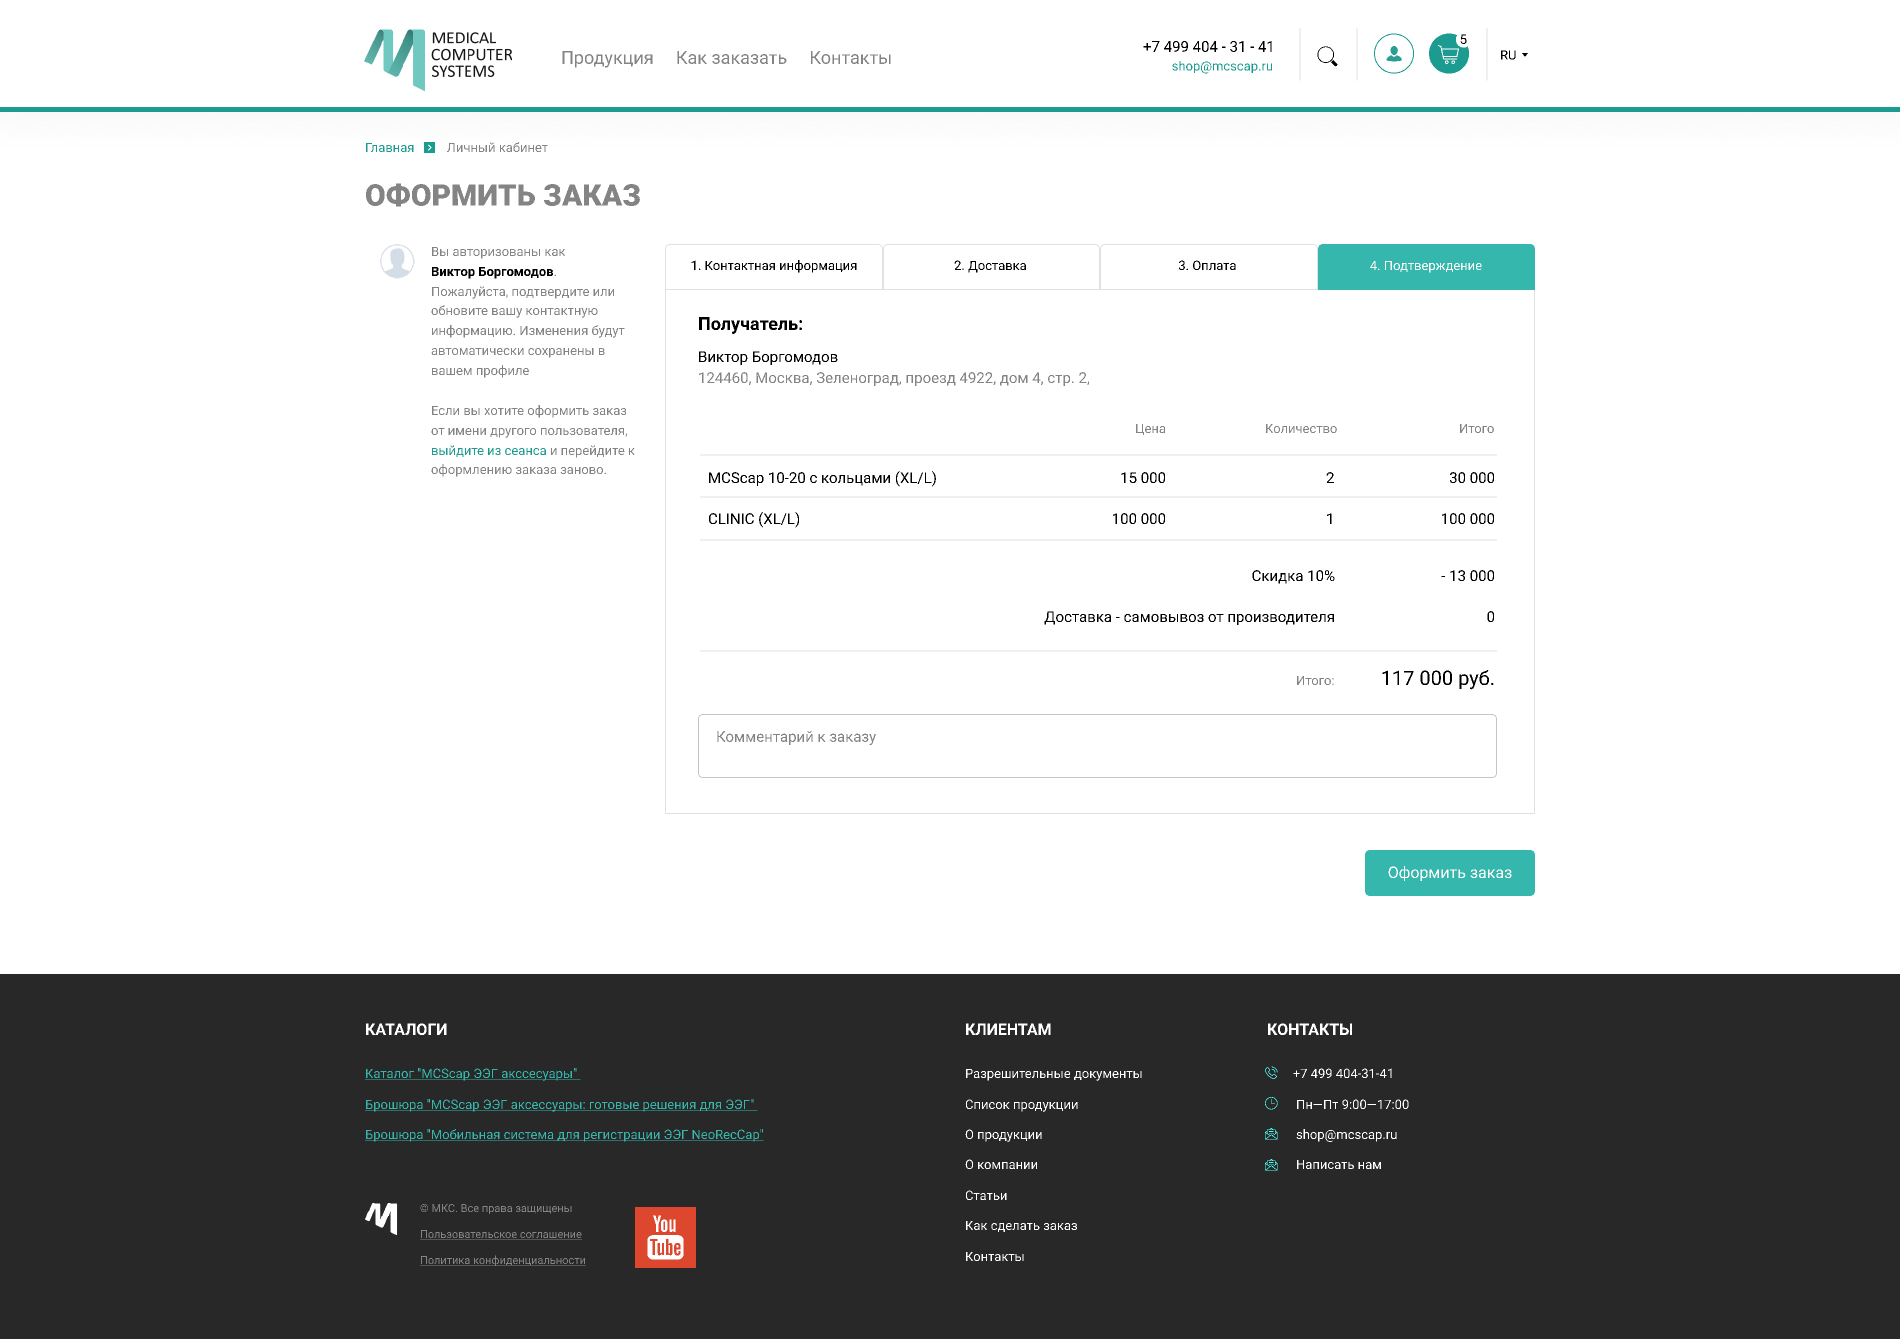 MEDICAL
COMPUTER
SYSTEMS
Продукция Как заказать Контакты
+7 499 404 - 31 - 41
shop@mcscap.ru
5
RU
Главная Личный кабинет
ОФОРМИТЬ ЗАКАЗ
Вы авторизованы как
Виктор Боргомодов.
Пожалуйста, подтвердите или
обновите вашу контактную
информацию. Изменения будут
автоматически сохранены в
вашем профиле
Если вы хотите оформить заказ
от имени другого пользователя,
выйдите из сеанса и перейдите к
оформлению заказа заново.
1. Контактная информация 2. Доставка 3. Оплата 4. Подтверждение
Получатель:
Виктор Боргомодов
124460, Москва, Зеленоград, проезд 4922, дом 4, стр. 2,
Цена Количество Итого
MCScap 10-20 с кольцами (XL/L) 15 000 2 30 000
CLINIC (XL/L) 100 000 1 100 000
Скидка 10% - 13 000
Доставка - самовывоз от производителя 0
Итого: 117 000 руб.
Комментарий к заказу
Оформить заказ
КАТАЛОГИ
Каталог "MCScap ЭЭГ акссесуары"
Брошюра "MCScap ЭЭГ аксессуары: готовые решения для ЭЭГ"
Брошюра "Мобильная система для регистрации ЭЭГ NeoRecCap"
© МКС. Все права защищены
Пользовательское соглашение
Политика конфиденциальности
You
Tube
КЛИЕНТАМ
Разрешительные документы
Список продукции
О продукции
О компании
Статьи
Как сделать заказ
Контакты
КОНТАКТЫ
+7 499 404-31-41
Пн—Пт 9:00—17:00
shop@mcscap.ru
Написать нам